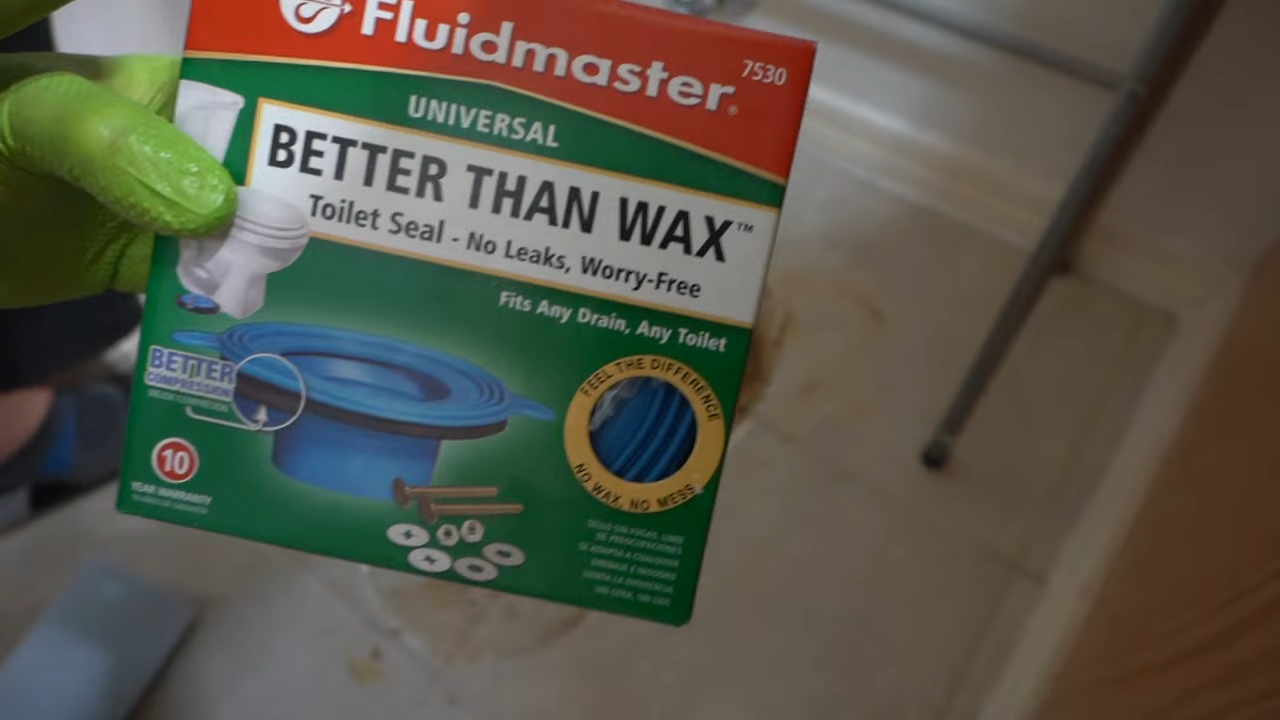 Fluidmaster®
7530
UNIVERSAL
BETTER THAN WAX™
Toilet Seal - No Leaks, Worry-Free
Fits Any Drain, Any Toilet
BETTER
COMPRESSION
FEEL THE DIFFERENCE
NO WAX, NO MESS
10
YEAR WARRANTY